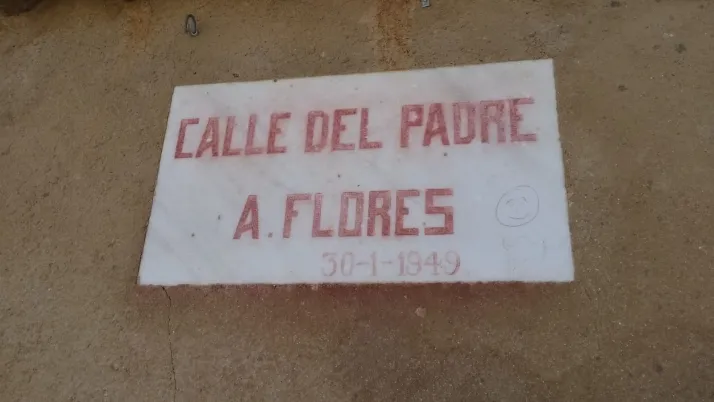 CALLE DEL PADRE
A. FLORES
30-1-1949